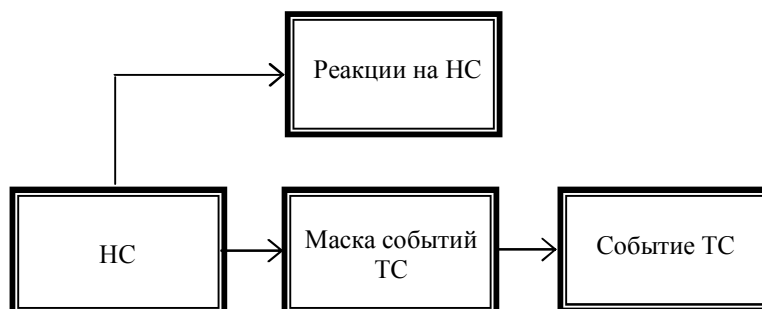 Реакции на НС
НС
Маска событий
ТС
Событие ТС